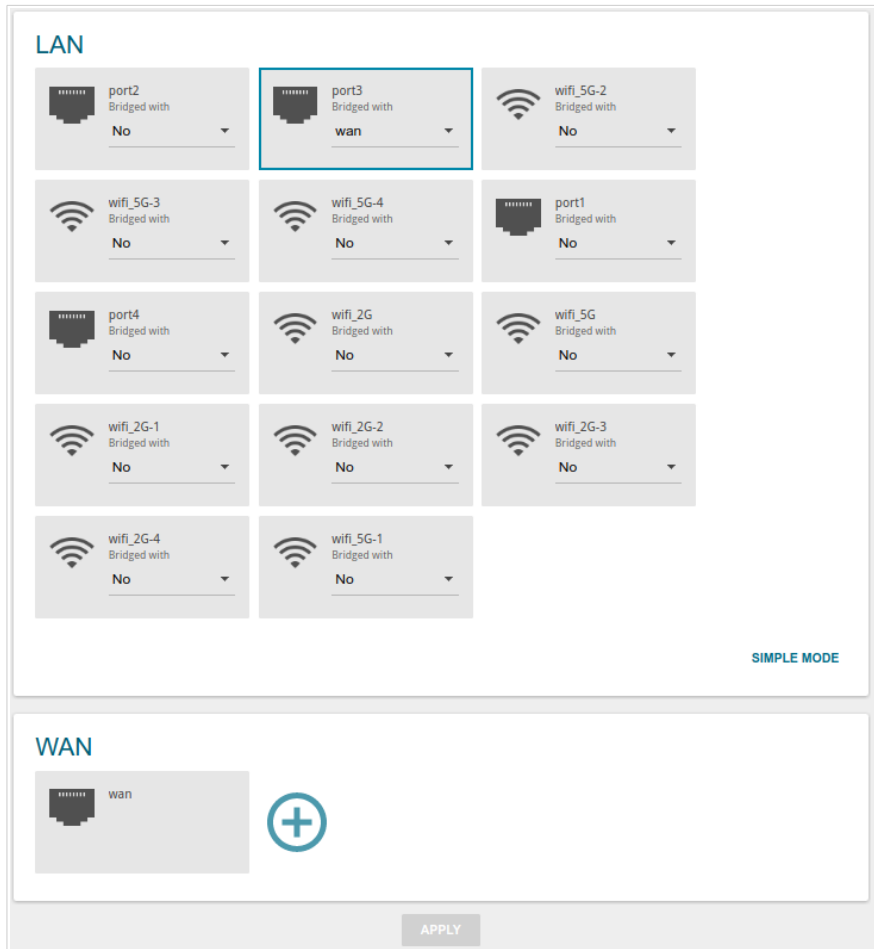 LAN
port2
Bridged with
No
port3
Bridged with
wan
wifi_5G-2
Bridged with
No
wifi_5G-3
Bridged with
No
wifi_5G-4
Bridged with
No
port1
Bridged with
No
port4
Bridged with
No
wifi_2G
Bridged with
No
wifi_5G
Bridged with
No
wifi_2G-1
Bridged with
No
wifi_2G-2
Bridged with
No
wifi_2G-3
Bridged with
No
wifi_2G-4
Bridged with
No
wifi_5G-1
Bridged with
No
SIMPLE MODE
WAN
wan
APPLY